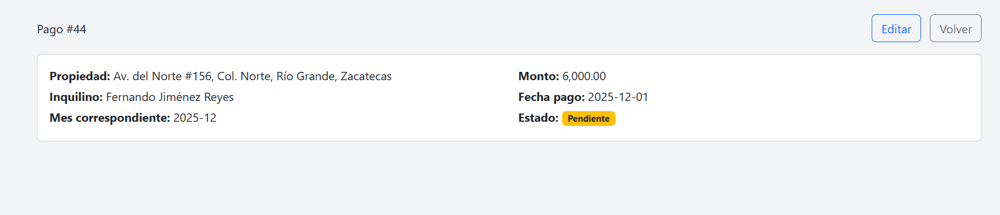 Pago #44
Editar
Volver
Propiedad: Av. del Norte #156, Col. Norte, Río Grande, Zacatecas
Inquilino: Fernando Jiménez Reyes
Mes correspondiente: 2025-12
Monto: 6,000.00
Fecha pago: 2025-12-01
Estado: Pendiente